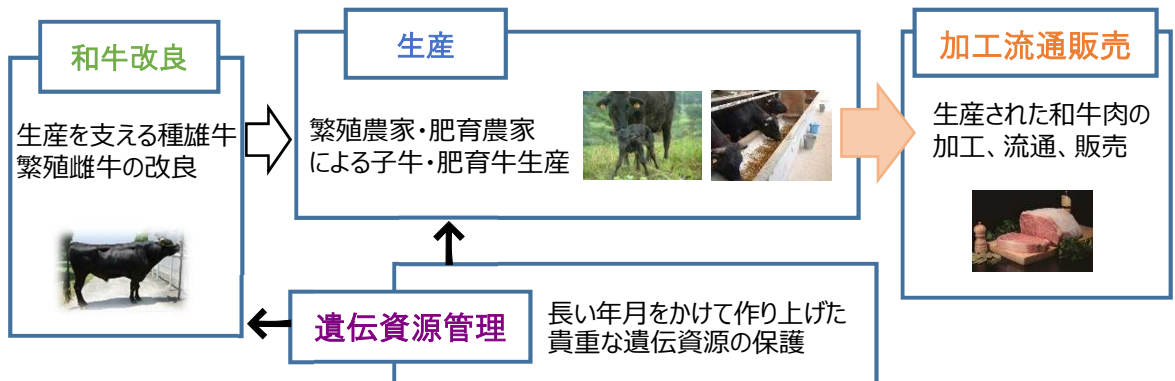 和牛改良
生産を支える種雄牛
繁殖雌牛の改良
生産
繁殖農家・肥育農家
による子牛・肥育牛生産
加工流通販売
生産された和牛肉の
加工、流通、販売
遺伝資源管理
長い年月をかけて作り上げた
貴重な遺伝資源の保護